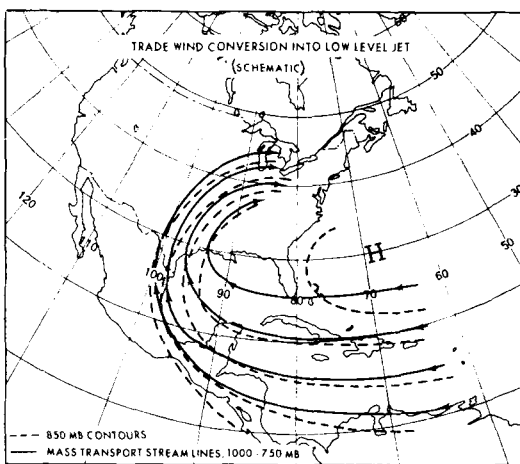 TRADE WIND CONVERSION INTO LOW LEVEL JET
(SCHEMATIC)
50
40
120
110
100
90
80
70
60
50
H
--- 850 MB CONTOURS
— MASS TRANSPORT STREAM LINES, 1000 - 750 MB